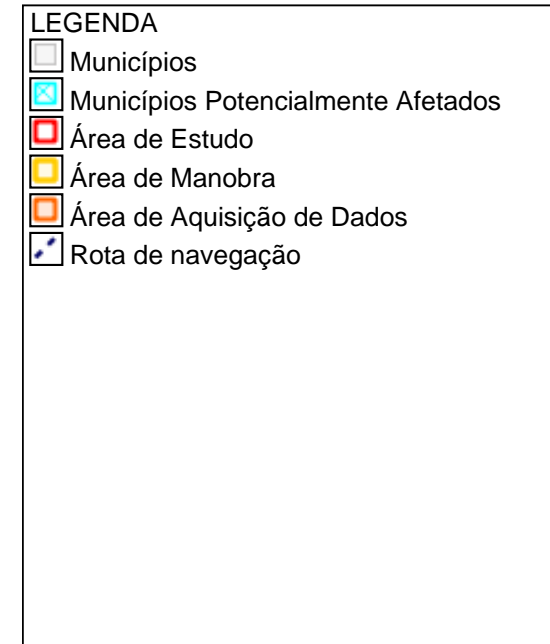 LEGENDA
Municípios
Municípios Potencialmente Afetados
Área de Estudo
Área de Manobra
Área de Aquisição de Dados
Rota de navegação